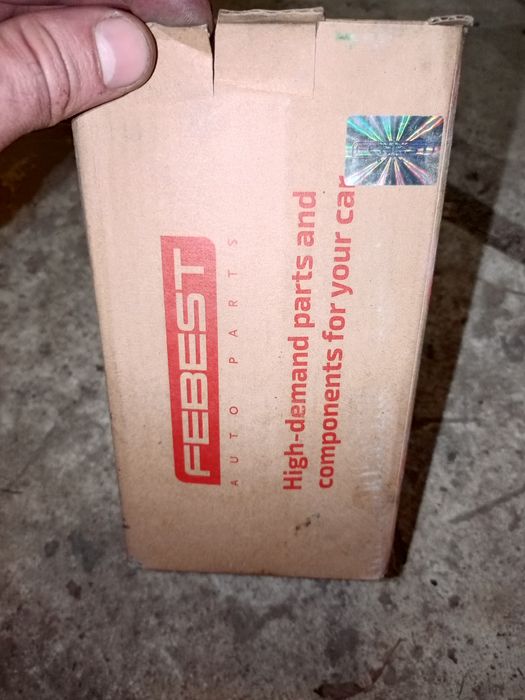 FEBEST
AUTO PARTS
High-demand parts and
components for your car